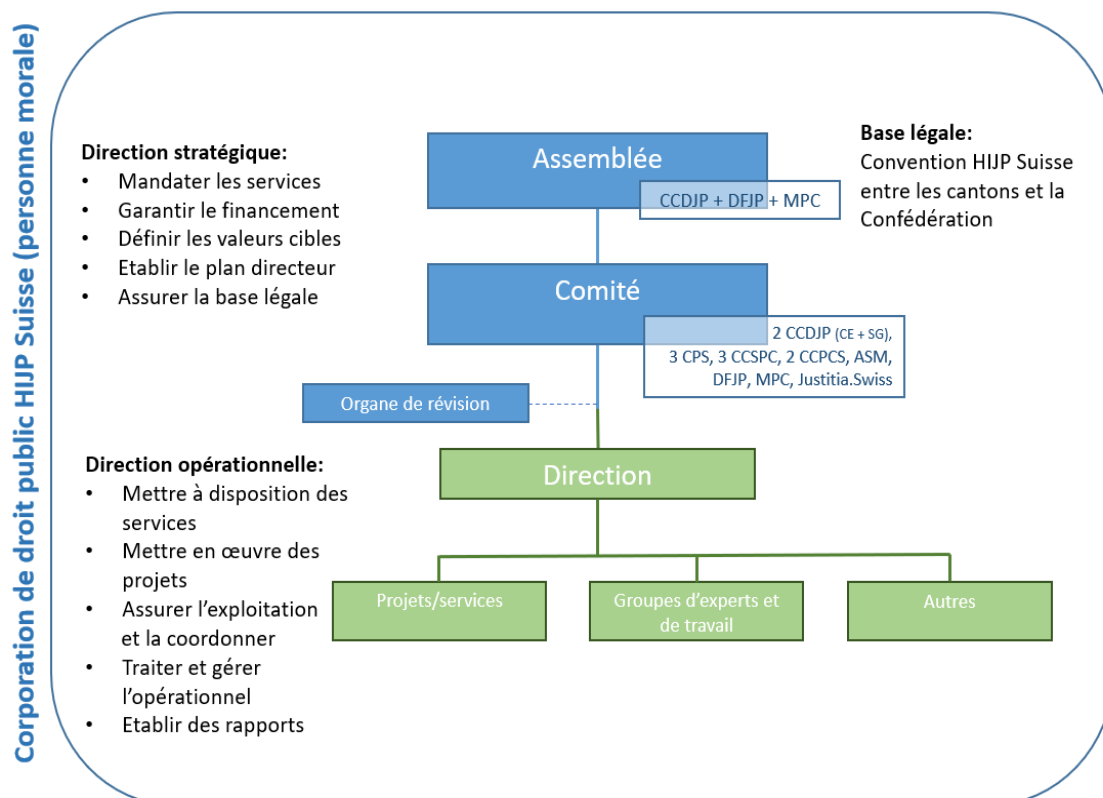 Corporation de droit public HIJP Suisse (personne morale)
Direction stratégique:
• Mandater les services
• Garantir le financement
• Définir les valeurs cibles
• Etablir le plan directeur
• Assurer la base légale
Assemblée
CCDJP + DFJP + MPC
Base légale:
Convention HIJP Suisse
entre les cantons et la
Confédération
Comité
2 CCDJP (CE + SG),
3 CPS, 3 CCSPC, 2 CCPCS, ASM,
DFJP, MPC, Justitia.Swiss
Organe de révision
Direction opérationnelle:
• Mettre à disposition des
services
• Mettre en œuvre des
projets
• Assurer l’exploitation
et la coordonner
• Traiter et gérer
l’opérationnel
• Etablir des rapports
Direction
Projets/services
Groupes d’experts et
de travail
Autres